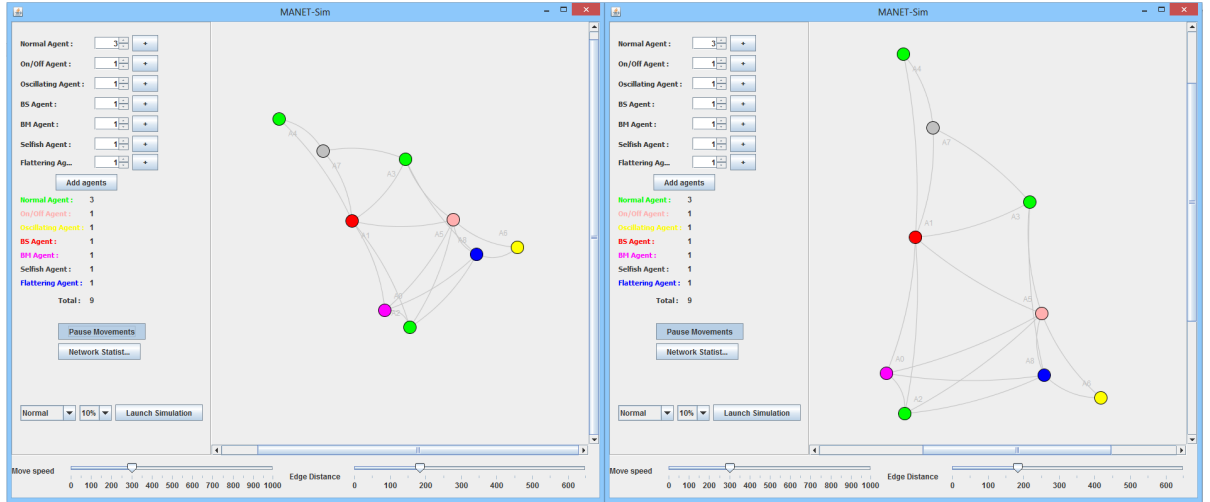 MANET-Sim
Normal Agent : 3 +
On/Off Agent : 1 +
Oscillating Agent : 1 +
BS Agent : 1 +
BM Agent : 1 +
Selfish Agent : 1 +
Flattering Ag... 1 +
Add agents
Normal Agent : 3
On/Off Agent : 1
Oscillating Agent : 1
BS Agent : 1
BM Agent : 1
Selfish Agent : 1
Flattering Agent : 1
Total : 9
Pause Movements
Network Statist...
Normal 10% Launch Simulation
A4
A7
A3
A1
A5
A8
A6
A0
A2
Move speed
0 100 200 300 400 500 600 700 800 900 1000
Edge Distance
0 100 200 300 400 500 600
MANET-Sim
Normal Agent : 3 +
On/Off Agent : 1 +
Oscillating Agent : 1 +
BS Agent : 1 +
BM Agent : 1 +
Selfish Agent : 1 +
Flattering Ag... 1 +
Add agents
Normal Agent : 3
On/Off Agent : 1
Oscillating Agent : 1
BS Agent : 1
BM Agent : 1
Selfish Agent : 1
Flattering Agent : 1
Total : 9
Pause Movements
Network Statist...
Normal 10% Launch Simulation
A4
A7
A3
A1
A5
A0
A8
A6
A2
Move speed
0 100 200 300 400 500 600 700 800 900 1000
Edge Distance
0 100 200 300 400 500 600